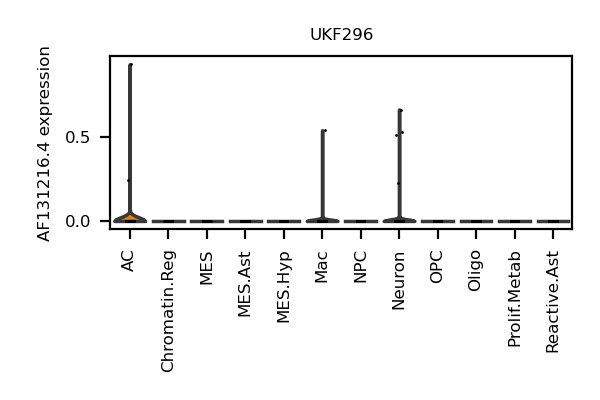 UKF296
AF131216.4 expression
0.5
0.0
AC
Chromatin.Reg
MES
MES.Ast
MES.Hyp
Mac
NPC
Neuron
OPC
Oligo
Prolif.Metab
Reactive.Ast